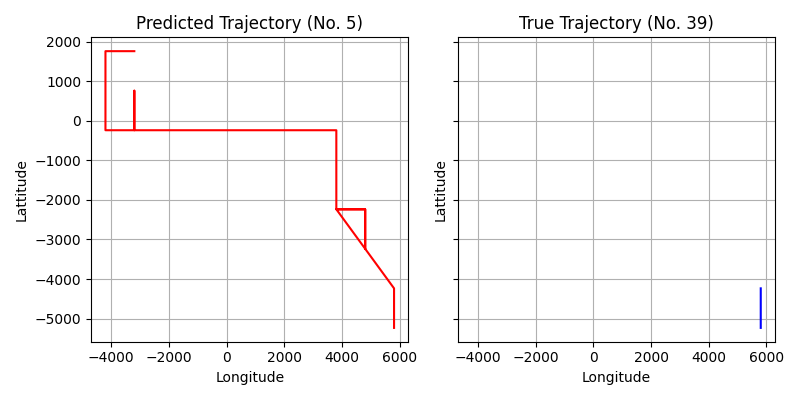 Predicted Trajectory (No. 5)
True Trajectory (No. 39)
2000
1000
0
−1000
−2000
−3000
−4000
−5000
Lattitude
Lattitude
−4000 −2000 0 2000 4000 6000
−4000 −2000 0 2000 4000 6000
Longitude
Longitude